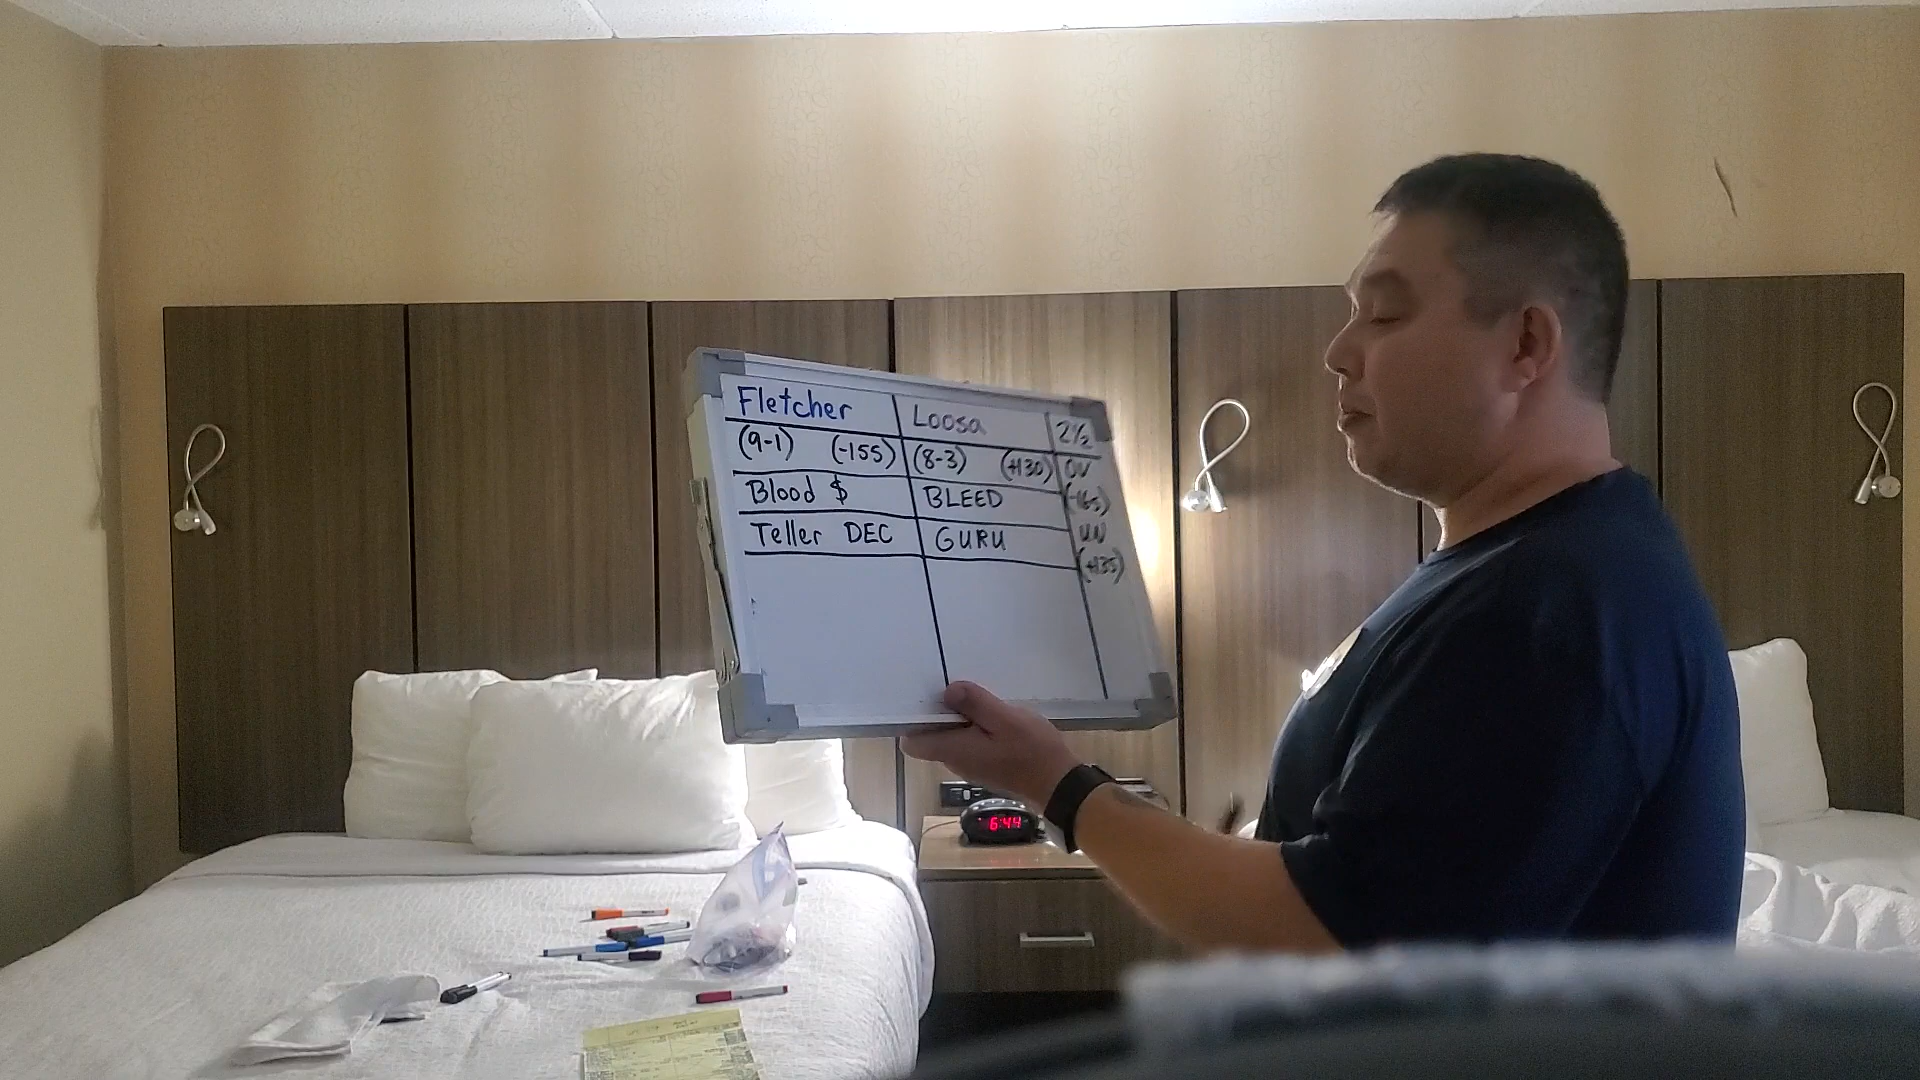 Fletcher Loosa 2½
(9-1) (-155) (8-3) (+130) OV
Blood $ BLEED (-165)
Teller DEC GURU UN
(+135)
6:44